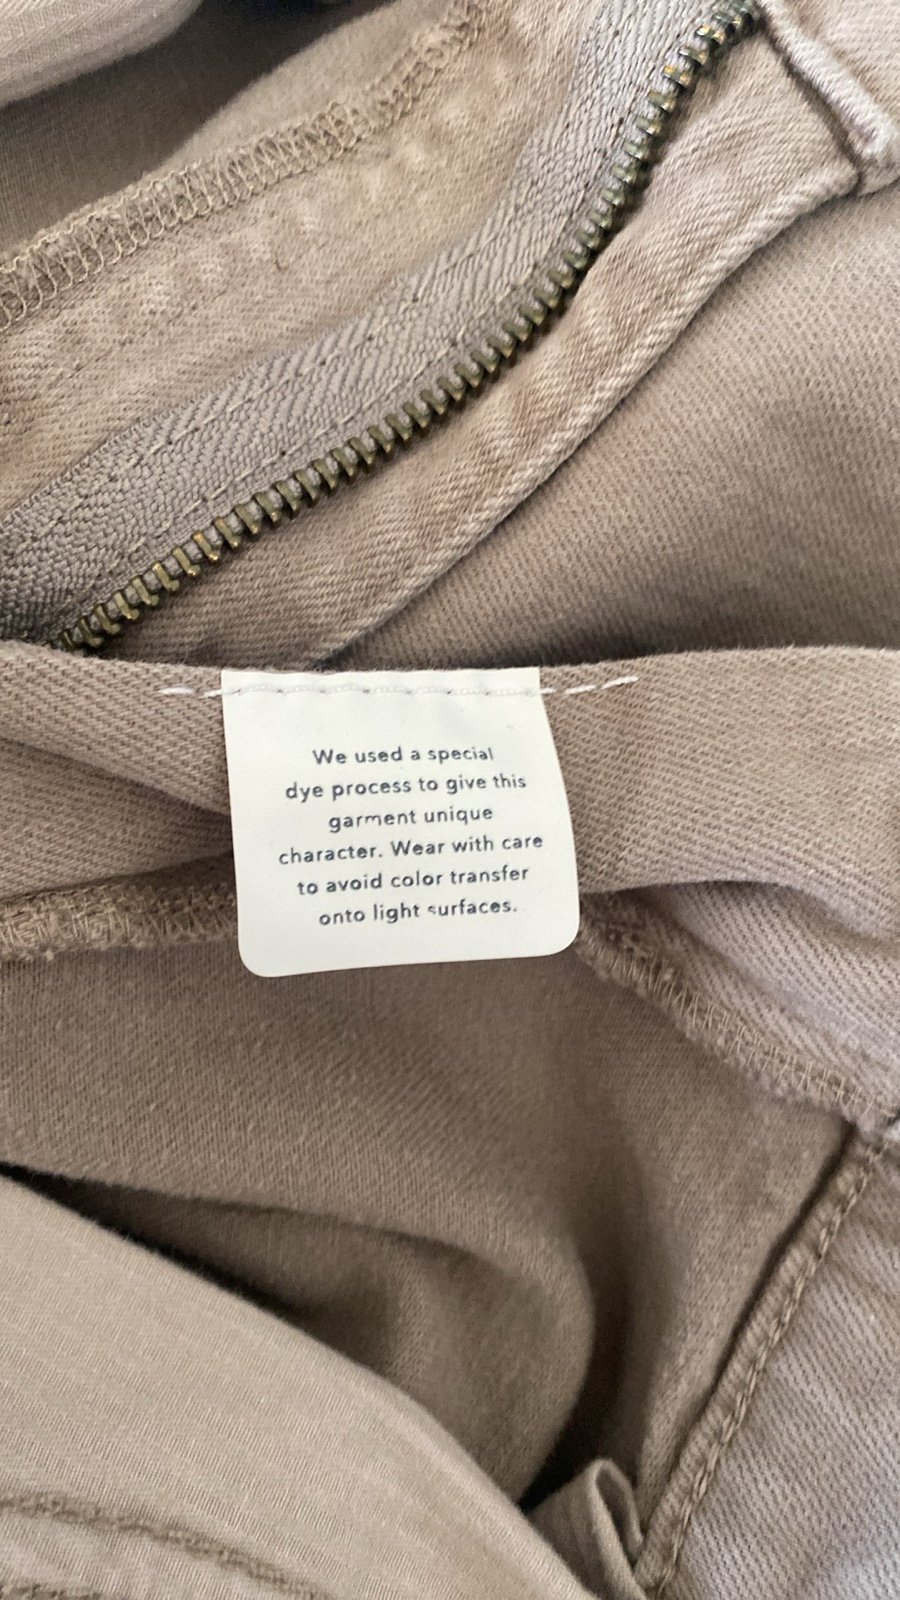 We used a special
dye process to give this
garment unique
character. Wear with care
to avoid color transfer
onto light surfaces.